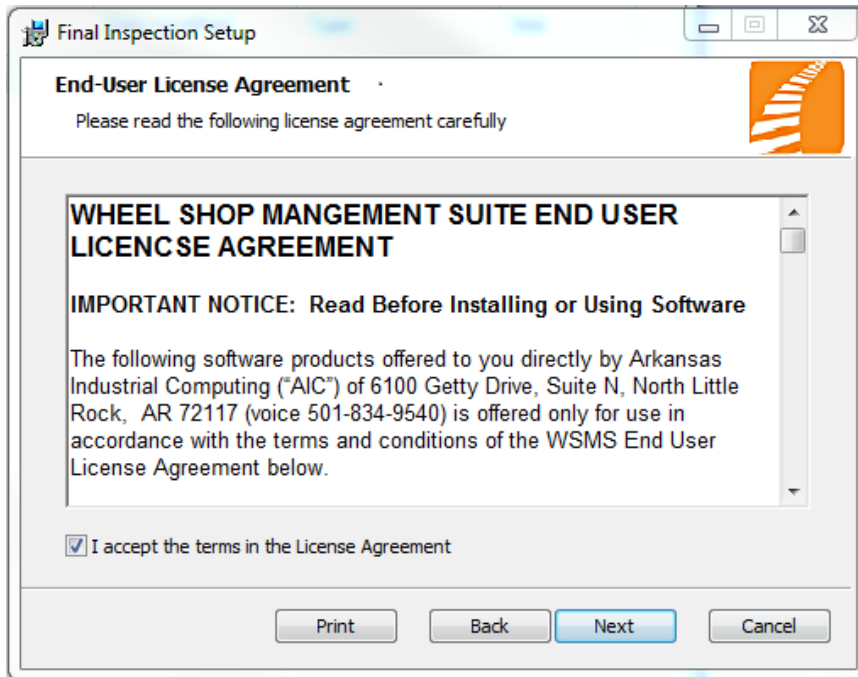 Final Inspection Setup
End-User License Agreement
Please read the following license agreement carefully
WHEEL SHOP MANGEMENT SUITE END USER
LICENCSE AGREEMENT
IMPORTANT NOTICE: Read Before Installing or Using Software
The following software products offered to you directly by Arkansas
Industrial Computing (“AIC”) of 6100 Getty Drive, Suite N, North Little
Rock, AR 72117 (voice 501-834-9540) is offered only for use in
accordance with the terms and conditions of the WSMS End User
License Agreement below.
I accept the terms in the License Agreement
Print Back Next Cancel